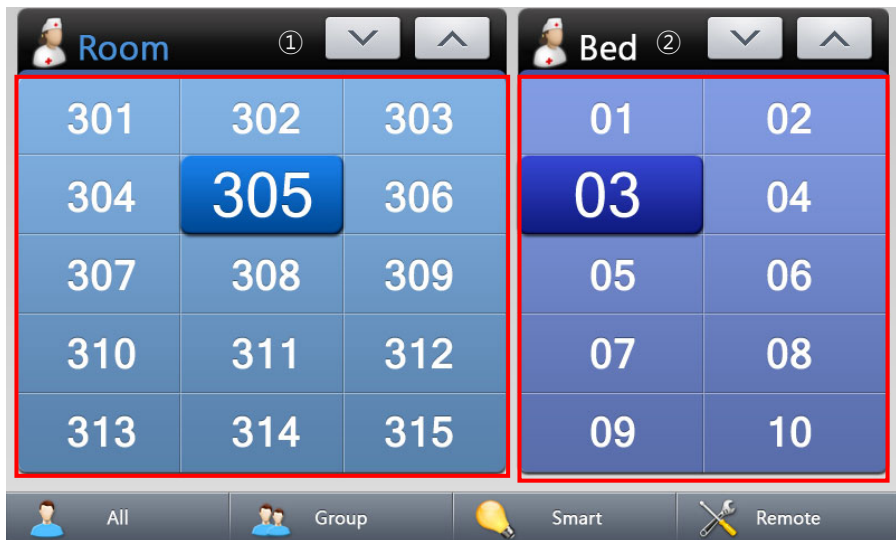 Room ① Bed ②
301 302 303 01 02
304 305 306 03 04
307 308 309 05 06
310 311 312 07 08
313 314 315 09 10
All Group Smart Remote